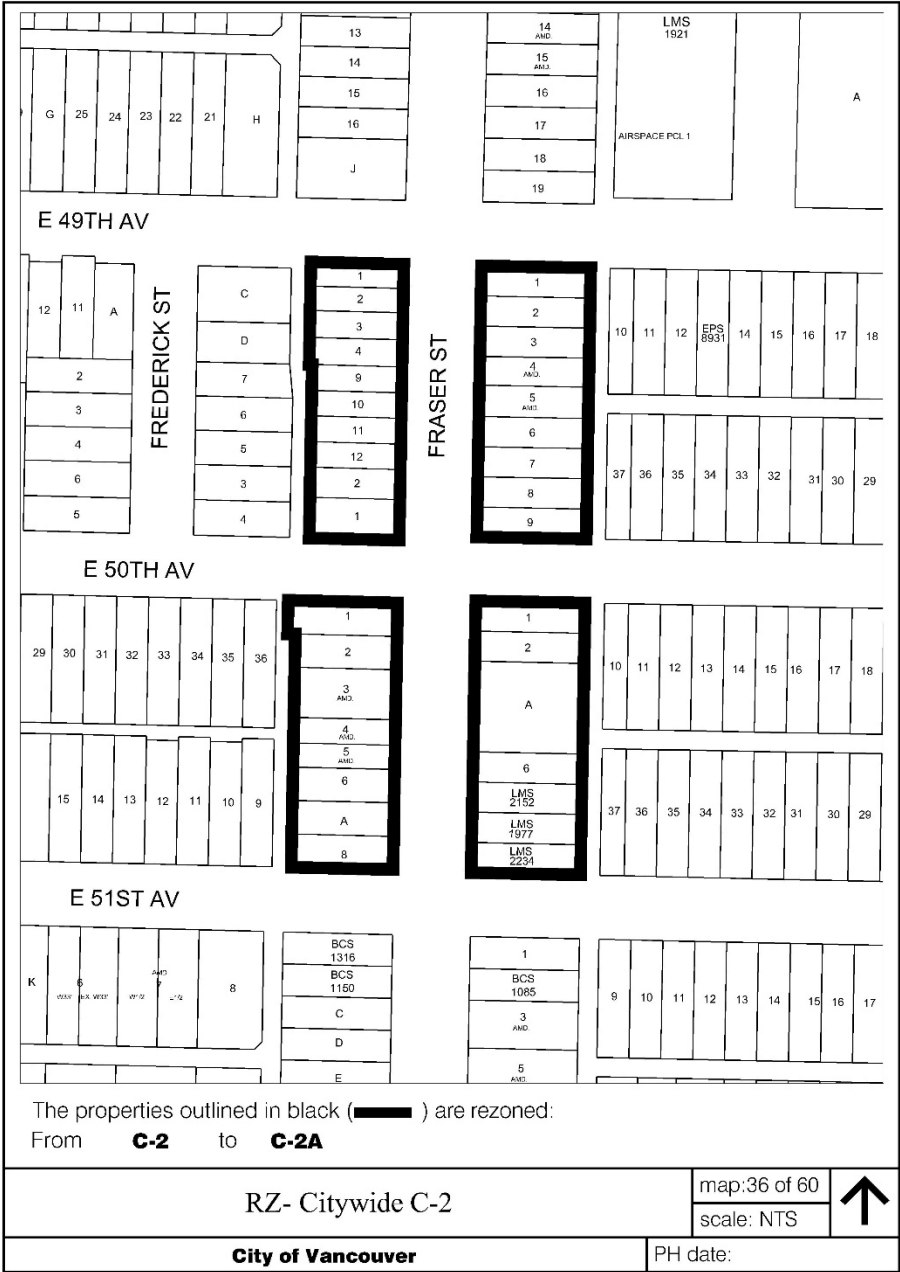 13
14
15
16
J
14
AMD.
15
AMD.
16
17
18
19
LMS
1921
AIRSPACE PCL 1
A
G
25
24
23
22
21
H
E 49TH AV
12
11
A
2
3
4
6
5
FREDERICK ST
C
D
7
6
5
3
4
1
2
3
4
9
10
11
12
2
1
FRASER ST
1
2
3
4
AMD.
5
AMD.
6
7
8
9
10
11
12
EPS
8931
14
15
16
17
18
37
36
35
34
33
32
31
30
29
E 50TH AV
29
30
31
32
33
34
35
36
15
14
13
12
11
10
9
1
2
3
AMD.
4
AMD.
5
AMD.
6
A
8
1
2
A
6
LMS
2152
LMS
1977
LMS
2234
10
11
12
13
14
15
16
17
18
37
36
35
34
33
32
31
30
29
E 51ST AV
K
6
AMD
7
8
W1/2
E1/2
BCS
1316
BCS
1150
C
D
E
1
BCS
1085
3
AMD.
5
AMD.
9
10
11
12
13
14
15
16
17
The properties outlined in black ( ) are rezoned:
From C-2 to C-2A
RZ- Citywide C-2
map:36 of 60
scale: NTS
City of Vancouver
PH date: